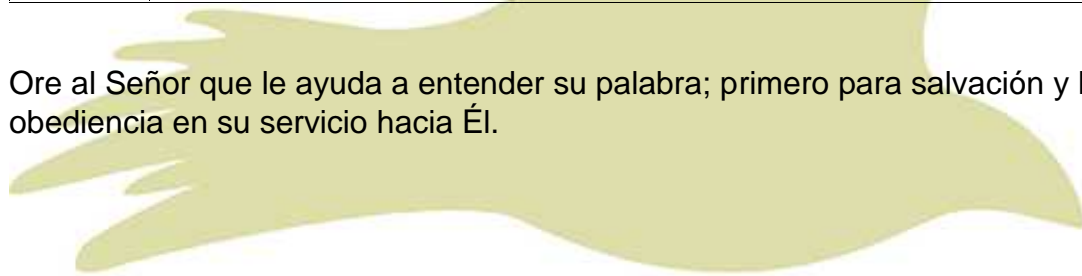 Ore al Señor que le ayuda a entender su palabra; primero para salvación y
obediencia en su servicio hacia Él.